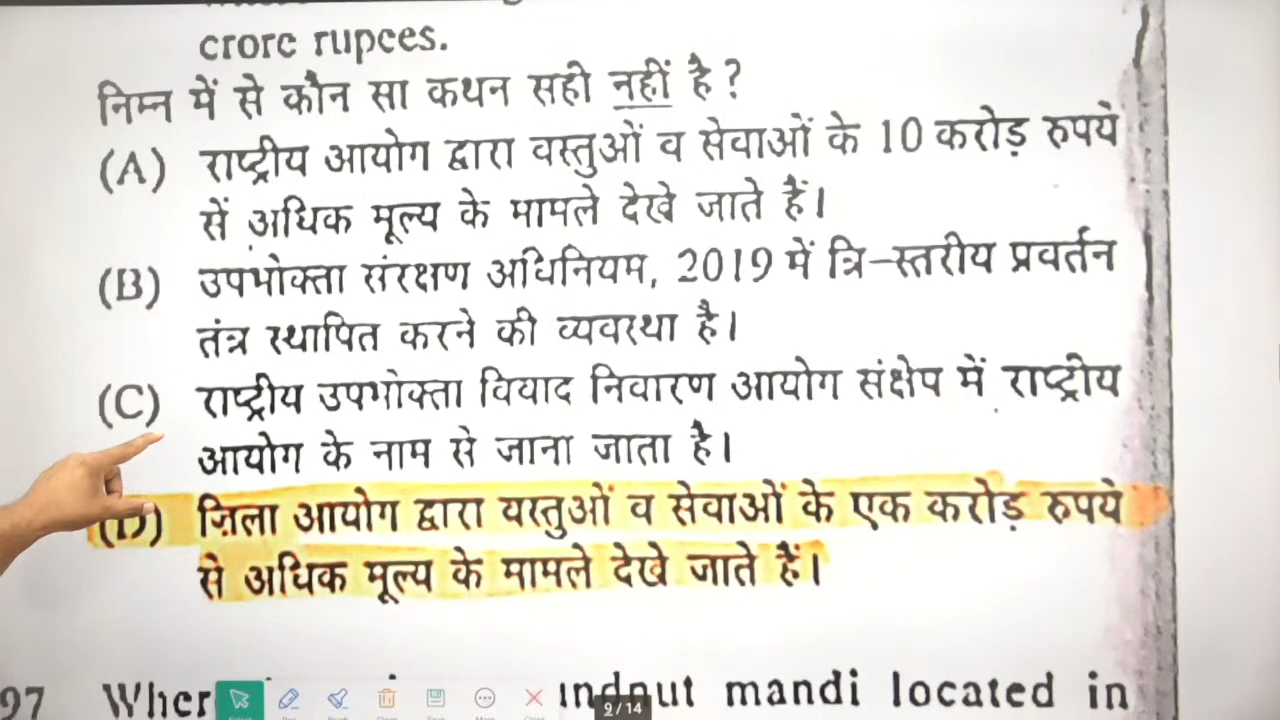 crore rupees.
निम्न में से कौन सा कथन सही नहीं है ?
(A) राष्ट्रीय आयोग द्वारा वस्तुओं व सेवाओं के 10 करोड़ रुपये
सें अधिक मूल्य के मामले देखे जाते हैं।
(B) उपभोक्ता संरक्षण अधिनियम, 2019 में त्रि–स्तरीय प्रवर्तन
तंत्र स्थापित करने की व्यवस्था है।
(C) राष्ट्रीय उपभोक्ता विवाद निवारण आयोग संक्षेप में राष्ट्रीय
आयोग के नाम से जाना जाता है।
(D) ज़िला आयोग द्वारा वस्तुओं व सेवाओं के एक करोड़ रुपये
से अधिक मूल्य के मामले देखे जाते हैं।
97 mandi located in
9 / 14